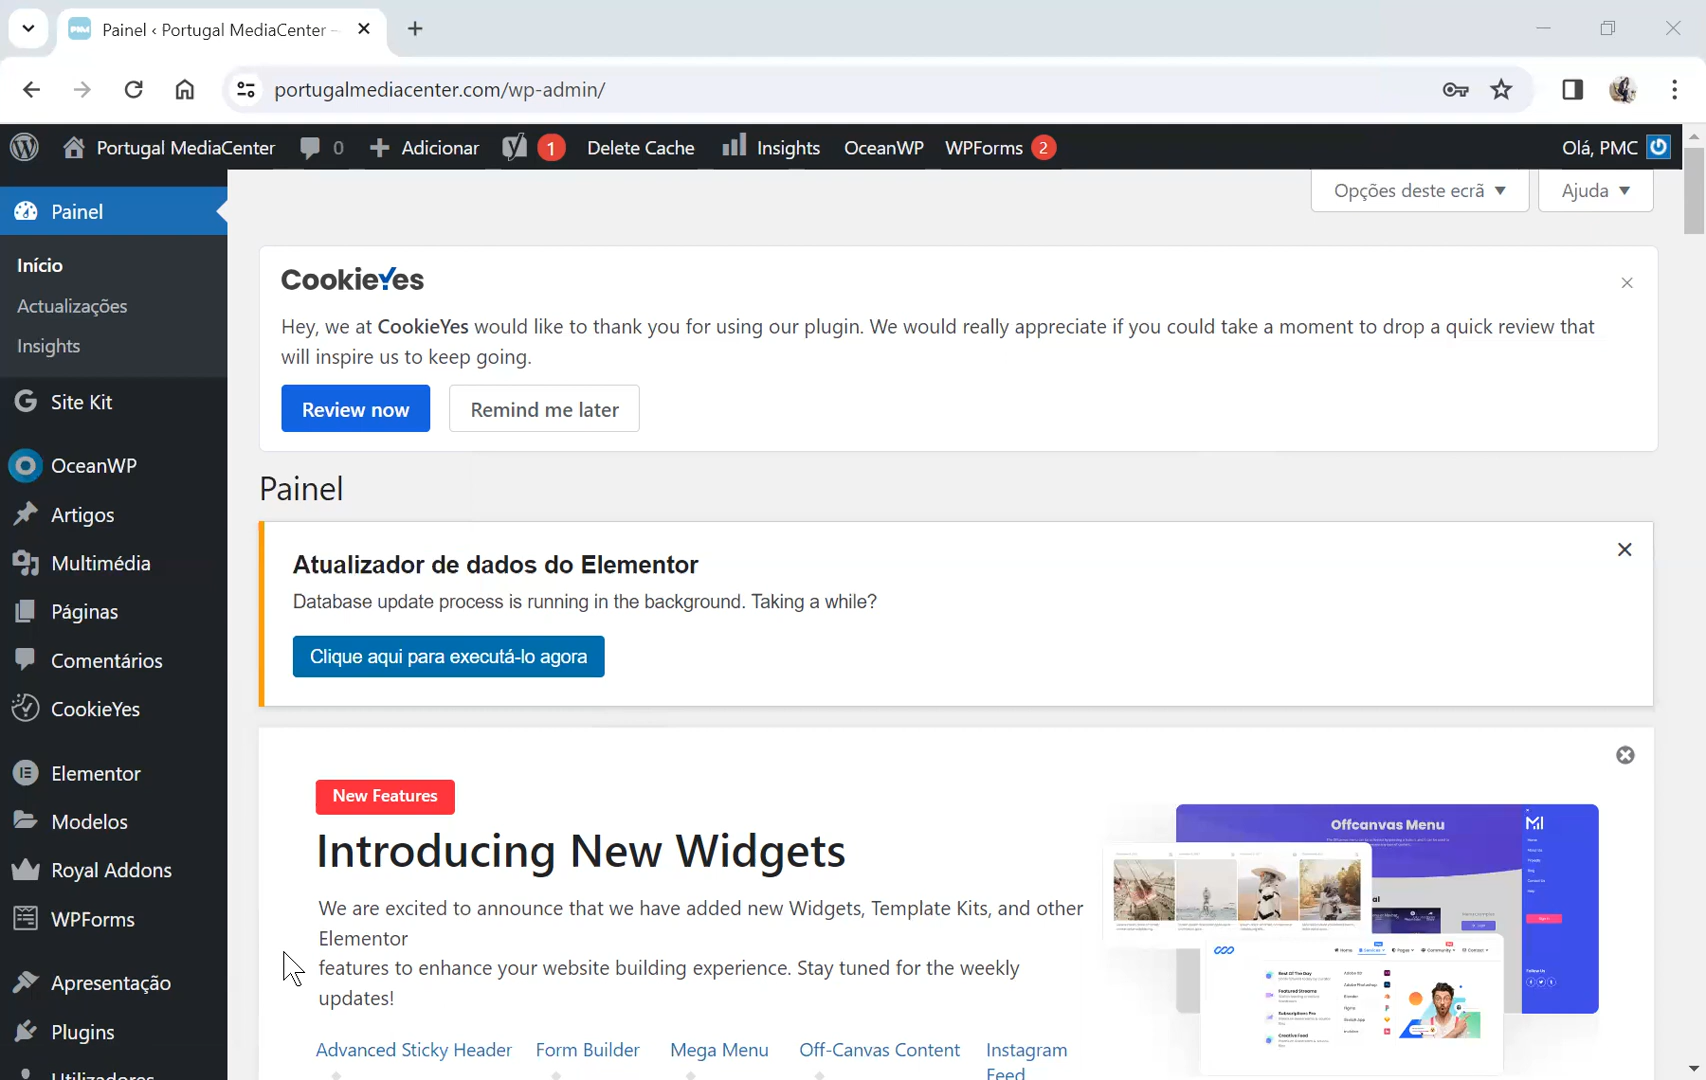 Painel ‹ Portugal MediaCenter –
portugalmediacenter.com/wp-admin/
Portugal MediaCenter 0 Adicionar 1 Delete Cache Insights OceanWP WPForms 2 Olá, PMC
Painel
Início
Actualizações
Insights
Site Kit
OceanWP
Artigos
Multimédia
Páginas
Comentários
CookieYes
Elementor
Modelos
Royal Addons
WPForms
Apresentação
Plugins
Utilizadores
Opções deste ecrã ▼ Ajuda ▼
CookieYes
Hey, we at CookieYes would like to thank you for using our plugin. We would really appreciate if you could take a moment to drop a quick review that
will inspire us to keep going.
Review now Remind me later
Painel
Atualizador de dados do Elementor
Database update process is running in the background. Taking a while?
Clique aqui para executá-lo agora
New Features
Introducing New Widgets
We are excited to announce that we have added new Widgets, Template Kits, and other
Elementor
features to enhance your website building experience. Stay tuned for the weekly
updates!
Advanced Sticky Header Form Builder Mega Menu Off-Canvas Content Instagram
Feed
Offcanvas Menu